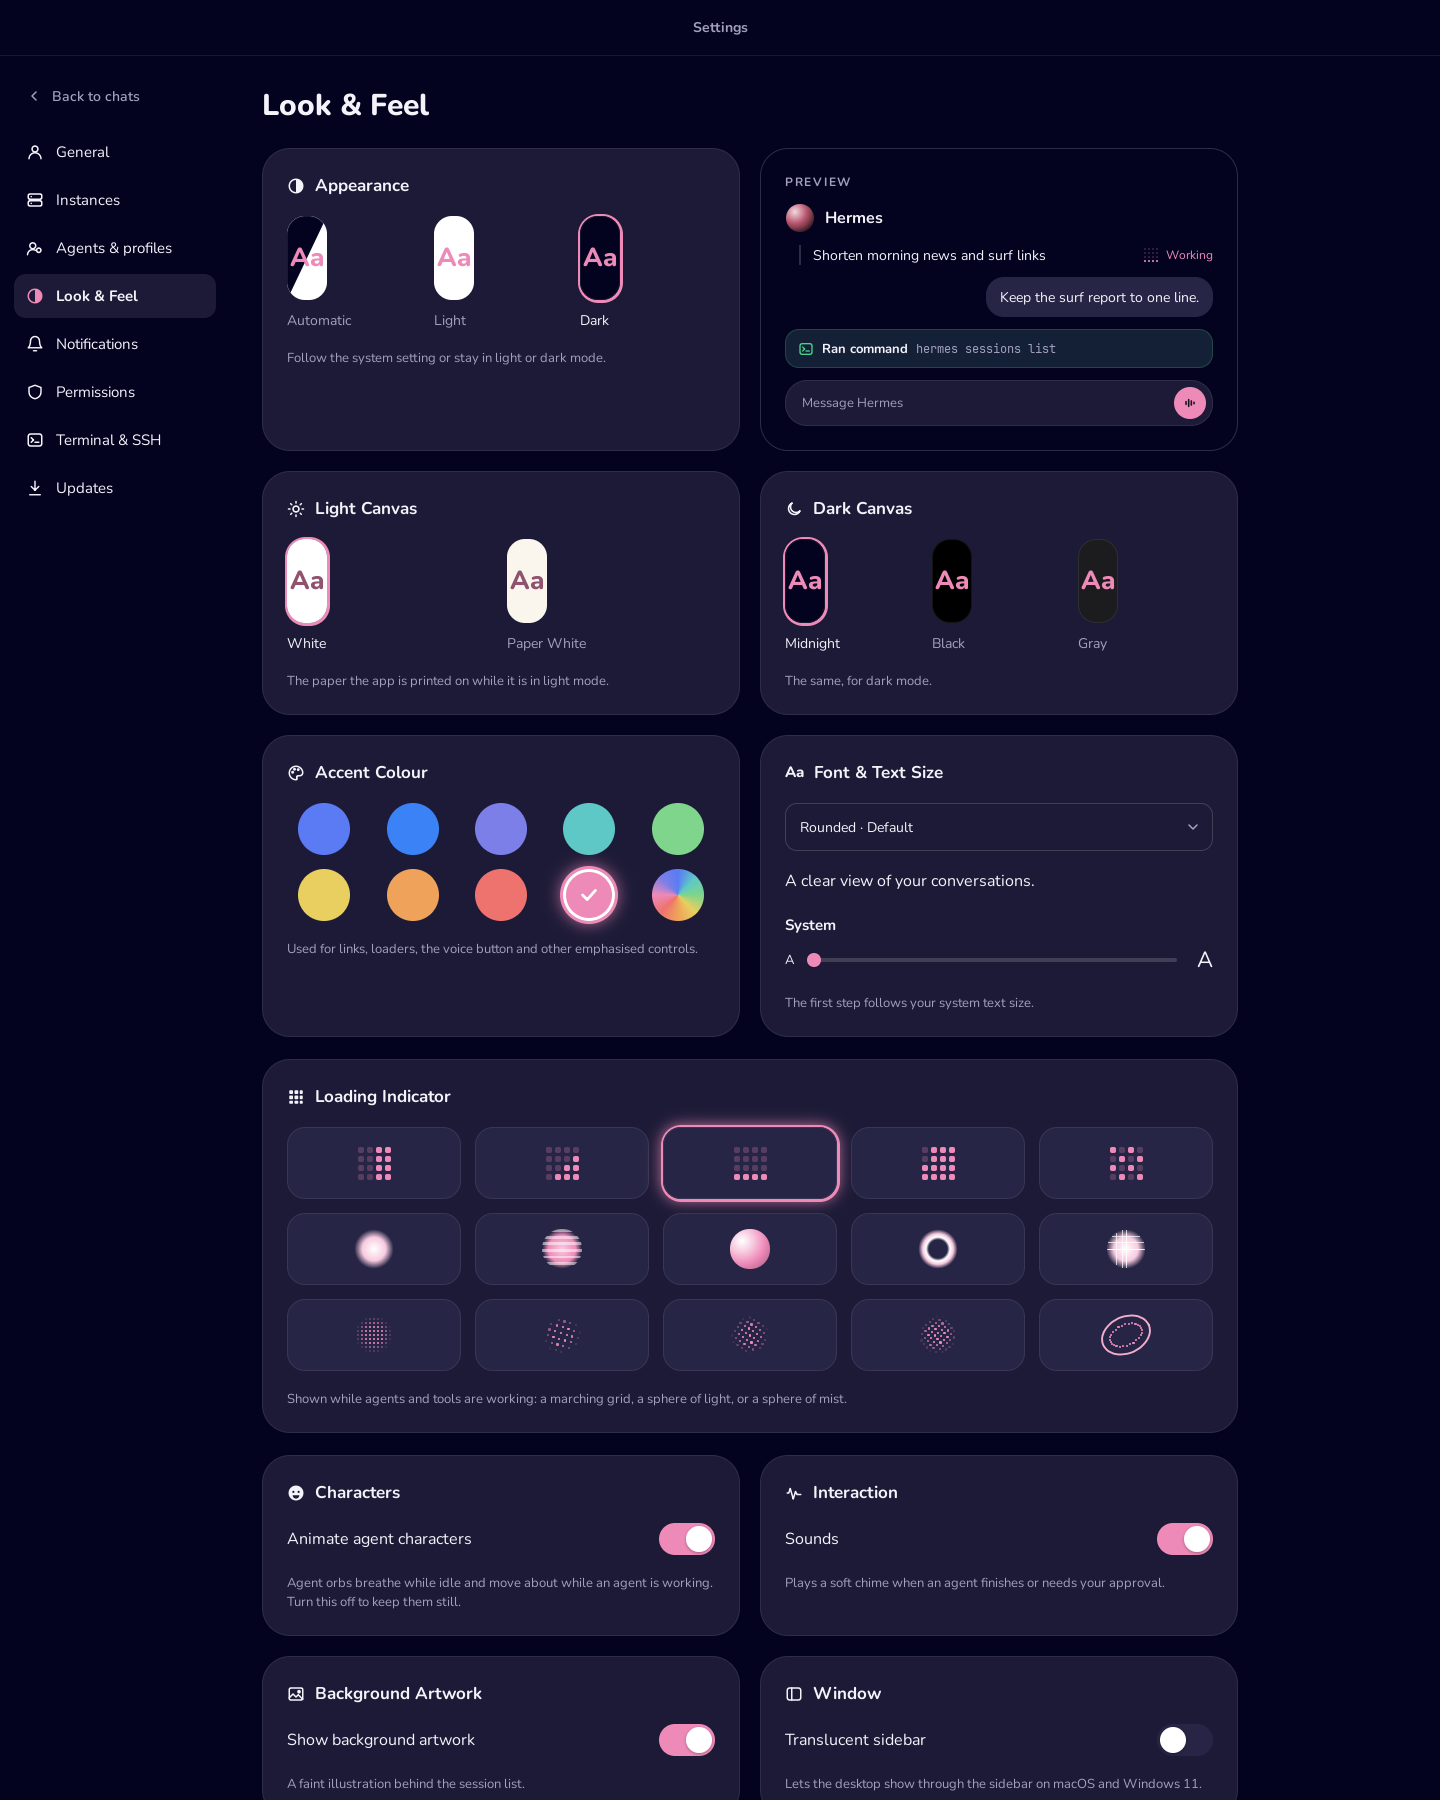 Settings
Back to chats
General
Instances
Agents & profiles
Look & Feel
Notifications
Permissions
Terminal & SSH
Updates
Look & Feel
Appearance
Aa
Aa
Aa
Automatic
Light
Dark
Follow the system setting or stay in light or dark mode.
PREVIEW
Hermes
Shorten morning news and surf links
Working
Keep the surf report to one line.
Ran command hermes sessions list
Message Hermes
Light Canvas
Aa
Aa
White
Paper White
The paper the app is printed on while it is in light mode.
Dark Canvas
Aa
Aa
Aa
Midnight
Black
Gray
The same, for dark mode.
Accent Colour
Used for links, loaders, the voice button and other emphasised controls.
Aa Font & Text Size
Rounded · Default
A clear view of your conversations.
System
A
A
The first step follows your system text size.
Loading Indicator
Shown while agents and tools are working: a marching grid, a sphere of light, or a sphere of mist.
Characters
Animate agent characters
Agent orbs breathe while idle and move about while an agent is working.
Turn this off to keep them still.
Interaction
Sounds
Plays a soft chime when an agent finishes or needs your approval.
Background Artwork
Show background artwork
A faint illustration behind the session list.
Window
Translucent sidebar
Lets the desktop show through the sidebar on macOS and Windows 11.